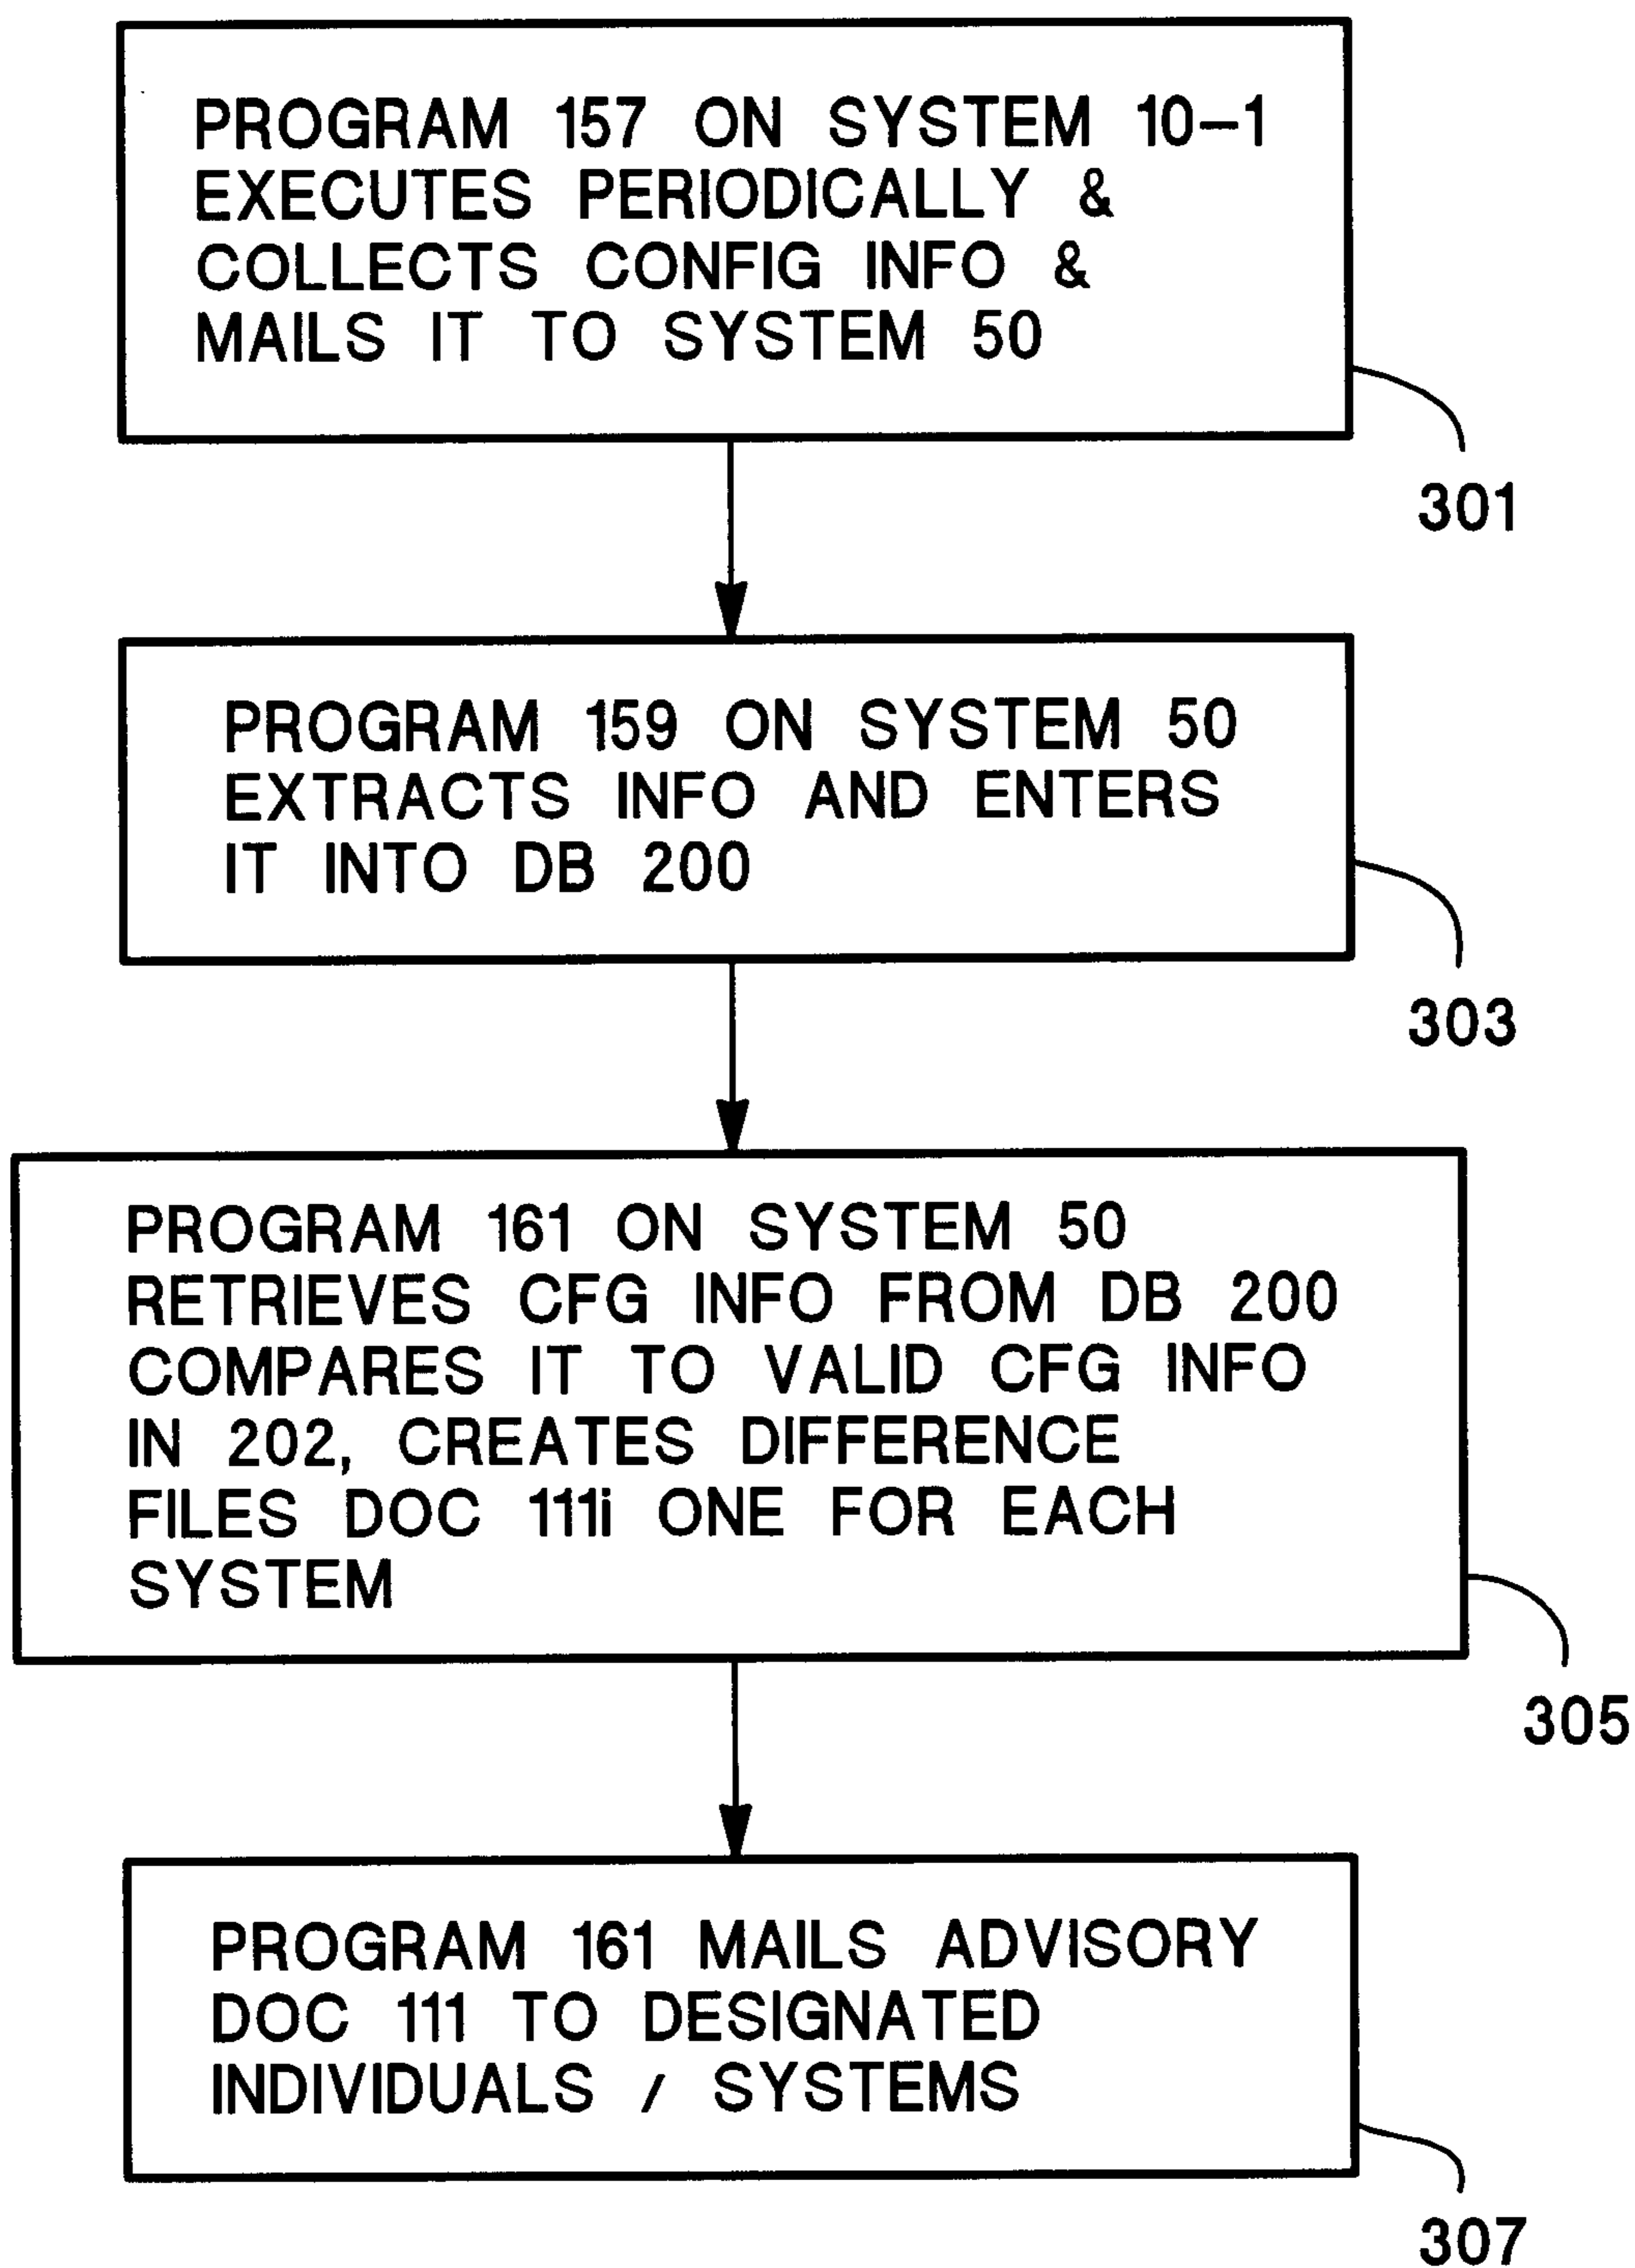 PROGRAM 157 ON SYSTEM 10-1
EXECUTES PERIODICALLY &
COLLECTS CONFIG INFO &
MAILS IT TO SYSTEM 50
301
PROGRAM 159 ON SYSTEM 50
EXTRACTS INFO AND ENTERS
IT INTO DB 200
303
PROGRAM 161 ON SYSTEM 50
RETRIEVES CFG INFO FROM DB 200
COMPARES IT TO VALID CFG INFO
IN 202, CREATES DIFFERENCE
FILES DOC 111i ONE FOR EACH
SYSTEM
305
PROGRAM 161 MAILS ADVISORY
DOC 111 TO DESIGNATED
INDIVIDUALS / SYSTEMS
307